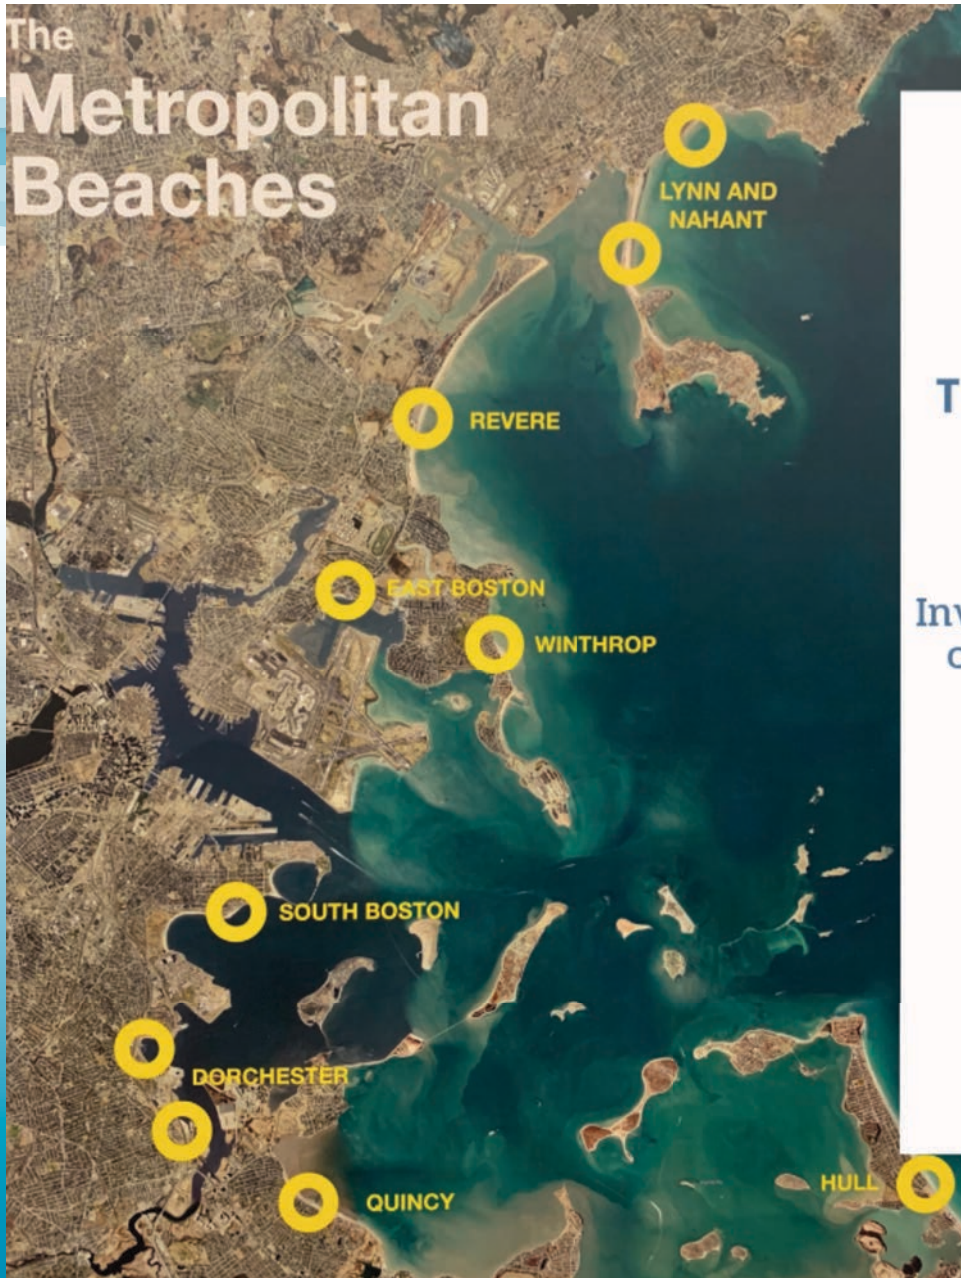 The
Metropolitan
Beaches
LYNN AND
NAHANT
REVERE
EAST BOSTON
WINTHROP
SOUTH BOSTON
DORCHESTER
QUINCY
HULL